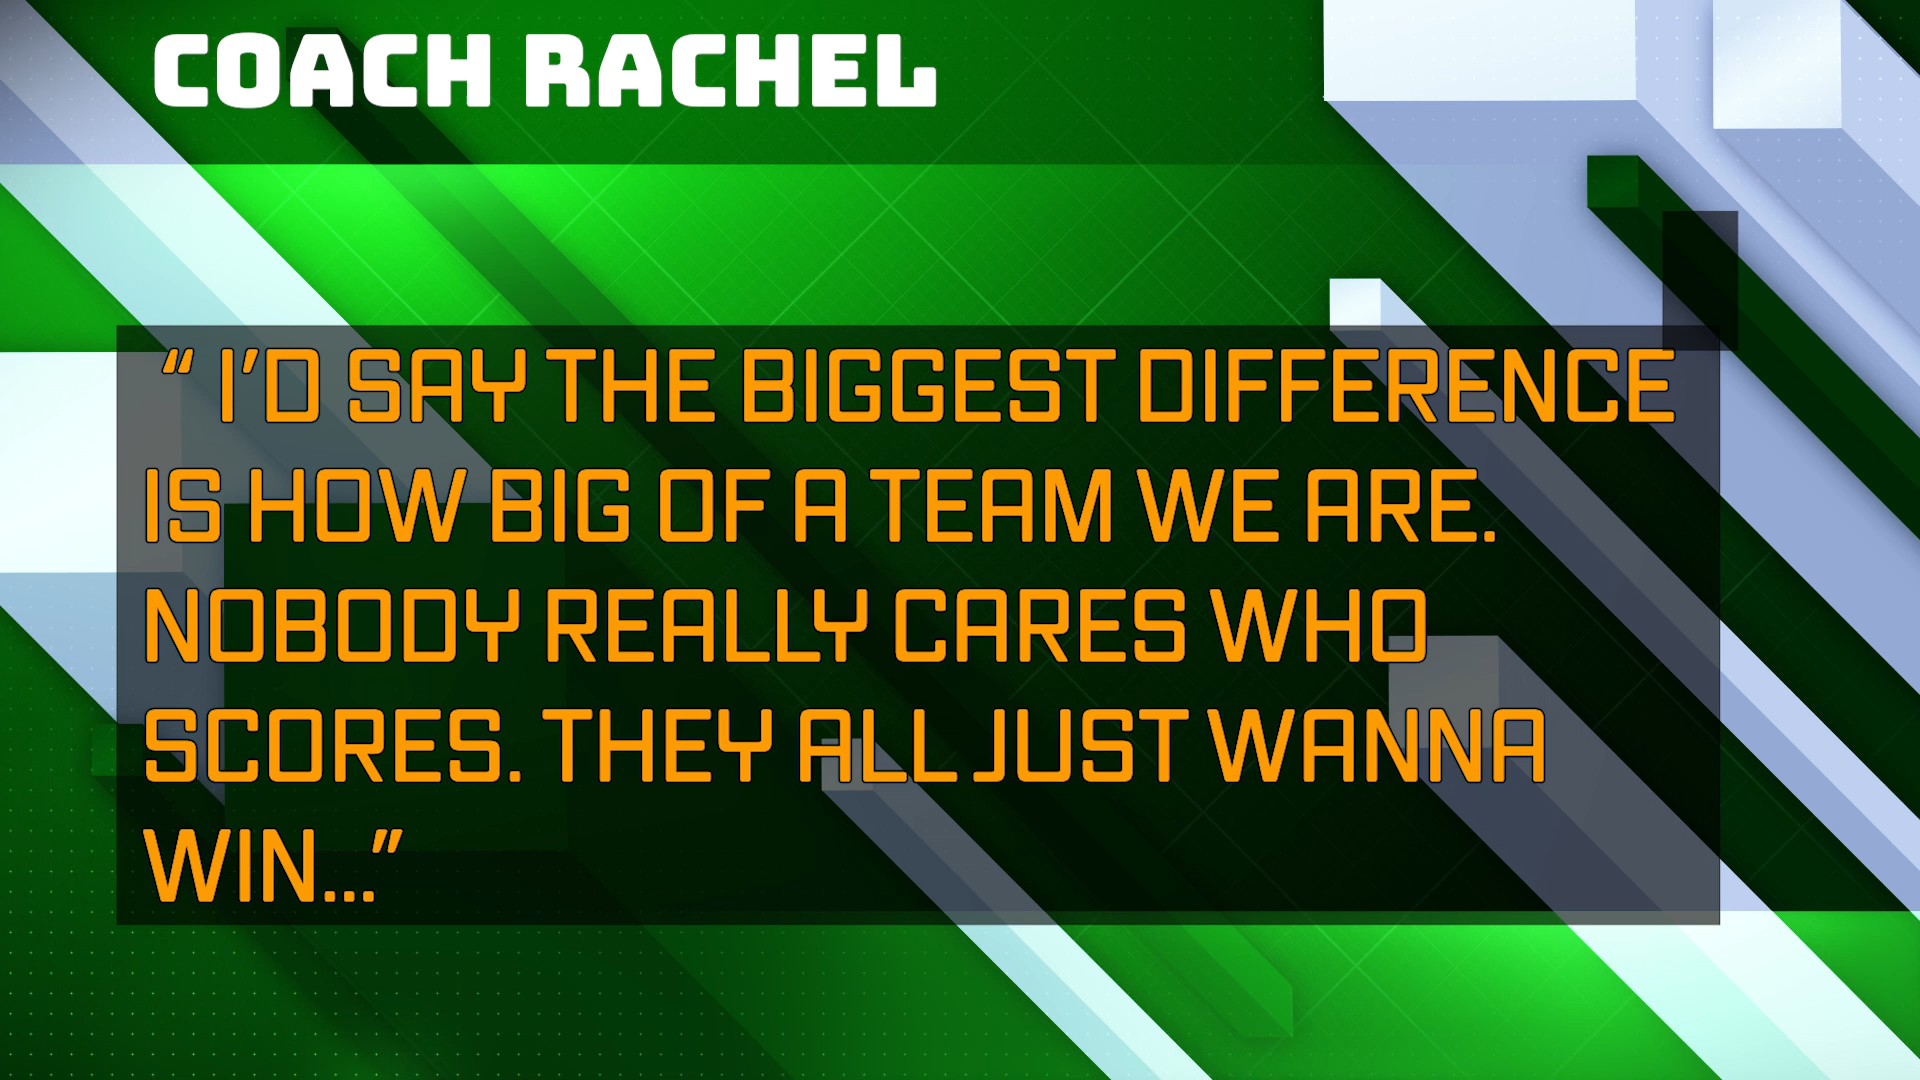 COACH RACHEL
“ I’D SAY THE BIGGEST DIFFERENCE
IS HOW BIG OF A TEAM WE ARE.
NOBODY REALLY CARES WHO
SCORES. THEY ALL JUST WANNA
WIN...”